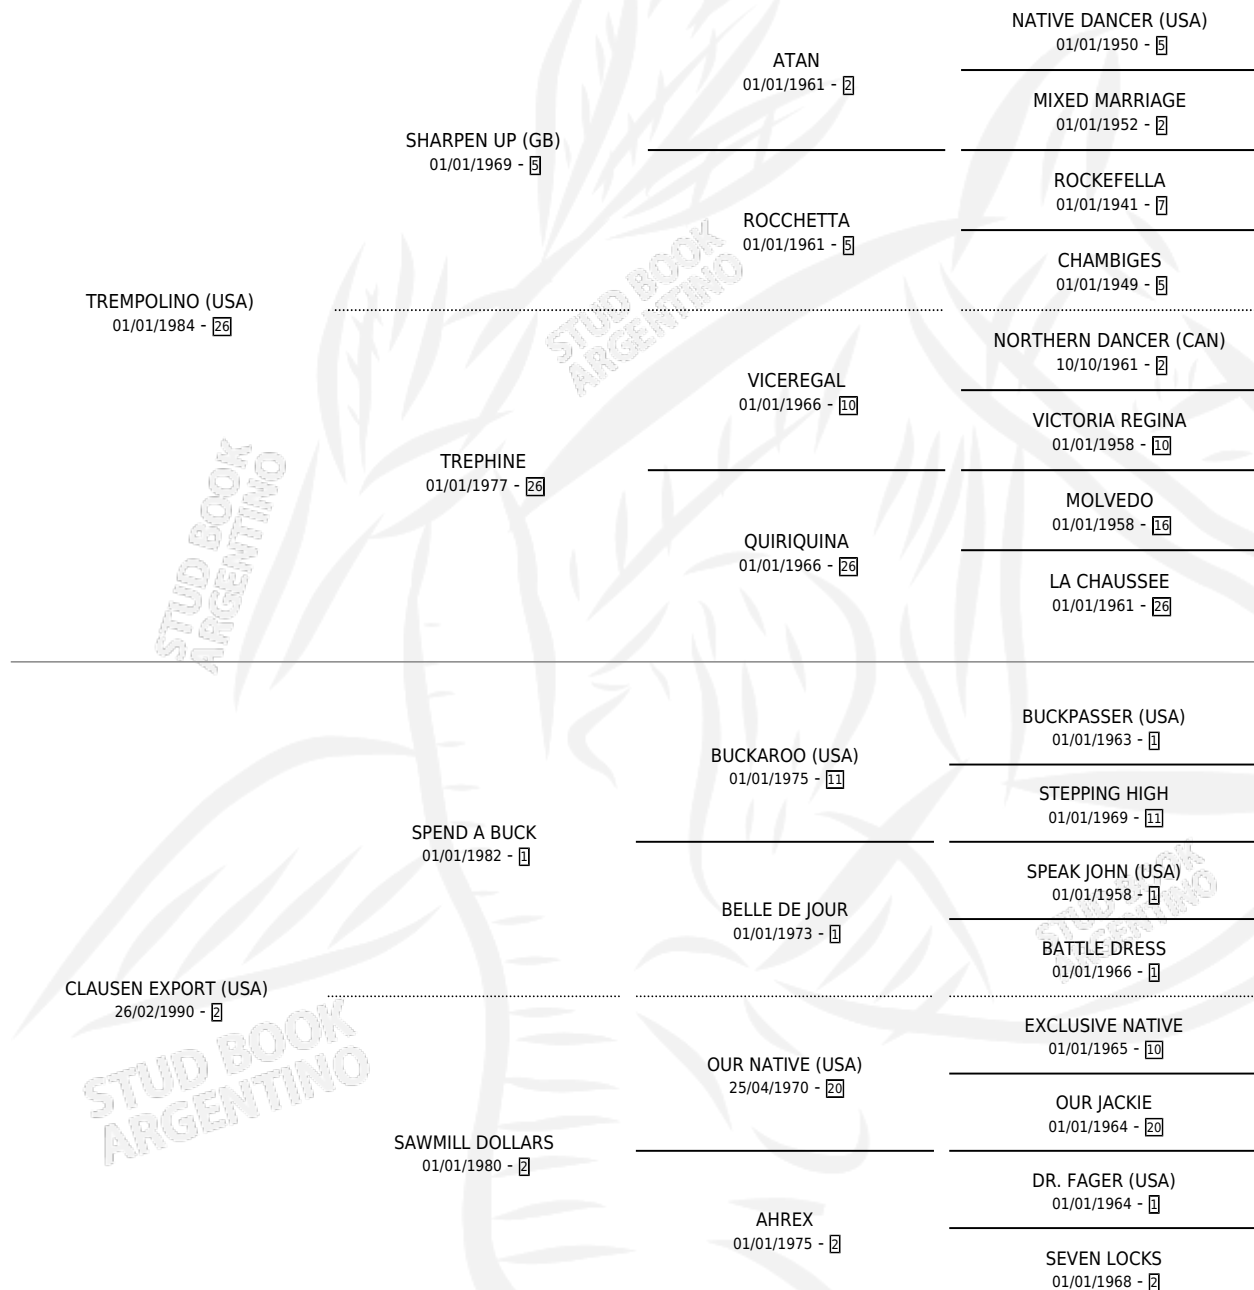 NATIVE DANCER (USA)
01/01/1950 - 5
ATAN
01/01/1961 - 2
MIXED MARRIAGE
01/01/1952 - 2
SHARPEN UP (GB)
01/01/1969 - 5
ROCKEFELLA
01/01/1941 - 7
ROCCHETTA
01/01/1961 - 5
CHAMBIGES
01/01/1949 - 5
TREMPOLINO (USA)
01/01/1984 - 26
STUD BOOK
ARGENTINO
NORTHERN DANCER (CAN)
10/10/1961 - 2
VICEREGAL
01/01/1966 - 10
VICTORIA REGINA
01/01/1958 - 10
TREPHINE
01/01/1977 - 26
MOLVEDO
01/01/1958 - 16
QUIRIQUINA
01/01/1966 - 26
LA CHAUSSEE
01/01/1961 - 26
STUD BOOK
ARGENTINO
BUCKPASSER (USA)
01/01/1963 - 1
BUCKAROO (USA)
01/01/1975 - 11
STEPPING HIGH
01/01/1969 - 11
SPEND A BUCK
01/01/1982 - 1
SPEAK JOHN (USA)
01/01/1958 - 1
BELLE DE JOUR
01/01/1973 - 1
STUD BOOK
ARGENTINO
BATTLE DRESS
01/01/1966 - 1
CLAUSEN EXPORT (USA)
26/02/1990 - 2
STUD BOOK
ARGENTINO
EXCLUSIVE NATIVE
01/01/1965 - 10
OUR NATIVE (USA)
25/04/1970 - 20
OUR JACKIE
01/01/1964 - 20
SAWMILL DOLLARS
01/01/1980 - 2
DR. FAGER (USA)
01/01/1964 - 1
AHREX
01/01/1975 - 2
SEVEN LOCKS
01/01/1968 - 2